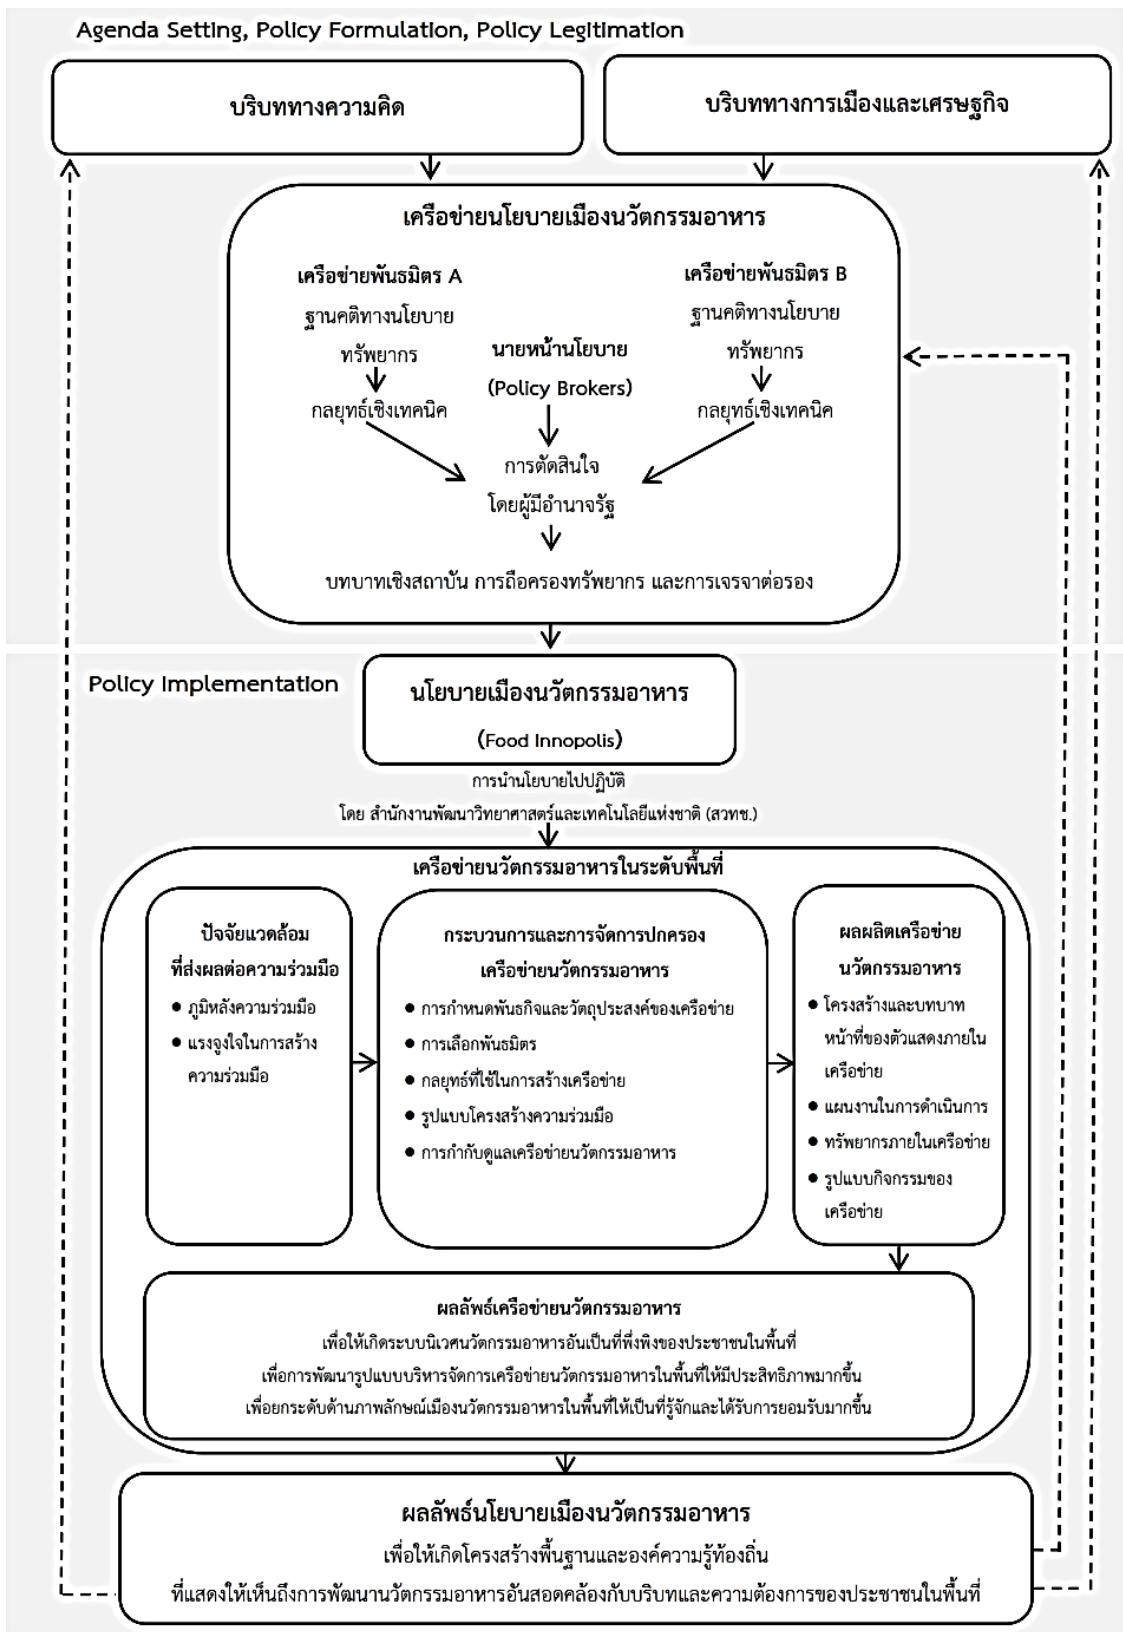 Agenda Setting, Policy Formulation, Policy Legitimation
บริบททางความคิด
บริบททางการเมืองและเศรษฐกิจ
เครือข่ายนโยบายเมืองนวัตกรรมอาหาร
เครือข่ายพันธมิตร A
ฐานคติทางนโยบาย
ทรัพยากร
กลยุทธ์เชิงเทคนิค
นายหน้านโยบาย
(Policy Brokers)
เครือข่ายพันธมิตร B
ฐานคติทางนโยบาย
ทรัพยากร
กลยุทธ์เชิงเทคนิค
การตัดสินใจ
โดยผู้มีอำนาจรัฐ
บทบาทเชิงสถาบัน การถือครองทรัพยากร และการเจรจาต่อรอง
Policy Implementation
นโยบายเมืองนวัตกรรมอาหาร
(Food Innopolis)
การนำนโยบายไปปฏิบัติ
โดย สำนักงานพัฒนาวิทยาศาสตร์และเทคโนโลยีแห่งชาติ (สวทช.)
เครือข่ายนวัตกรรมอาหารในระดับพื้นที่
ปัจจัยแวดล้อม
ที่ส่งผลต่อความร่วมมือ
● ภูมิหลังความร่วมมือ
● แรงจูงใจในการสร้าง
ความร่วมมือ
กระบวนการและการจัดการปกครอง
เครือข่ายนวัตกรรมอาหาร
● การกำหนดพันธกิจและวัตถุประสงค์ของเครือข่าย
● การเลือกพันธมิตร
● กลยุทธ์ที่ใช้ในการสร้างเครือข่าย
● รูปแบบโครงสร้างความร่วมมือ
● การกำกับดูแลเครือข่ายนวัตกรรมอาหาร
ผลผลิตเครือข่าย
นวัตกรรมอาหาร
● โครงสร้างและบทบาท
หน้าที่ของตัวแสดงภายใน
เครือข่าย
● แผนงานในการดำเนินการ
● ทรัพยากรภายในเครือข่าย
● รูปแบบกิจกรรมของ
เครือข่าย
ผลลัพธ์เครือข่ายนวัตกรรมอาหาร
เพื่อให้เกิดระบบนิเวศนวัตกรรมอาหารอันเป็นที่พึ่งพิงของประชาชนในพื้นที่
เพื่อการพัฒนารูปแบบบริหารจัดการเครือข่ายนวัตกรรมอาหารในพื้นที่ให้มีประสิทธิภาพมากขึ้น
เพื่อยกระดับด้านภาพลักษณ์เมืองนวัตกรรมอาหารในพื้นที่ให้เป็นที่รู้จักและได้รับการยอมรับมากขึ้น
ผลลัพธ์นโยบายเมืองนวัตกรรมอาหาร
เพื่อให้เกิดโครงสร้างพื้นฐานและองค์ความรู้ท้องถิ่น
ที่แสดงให้เห็นถึงการพัฒนานวัตกรรมอาหารอันสอดคล้องกับบริบทและความต้องการของประชาชนในพื้นที่